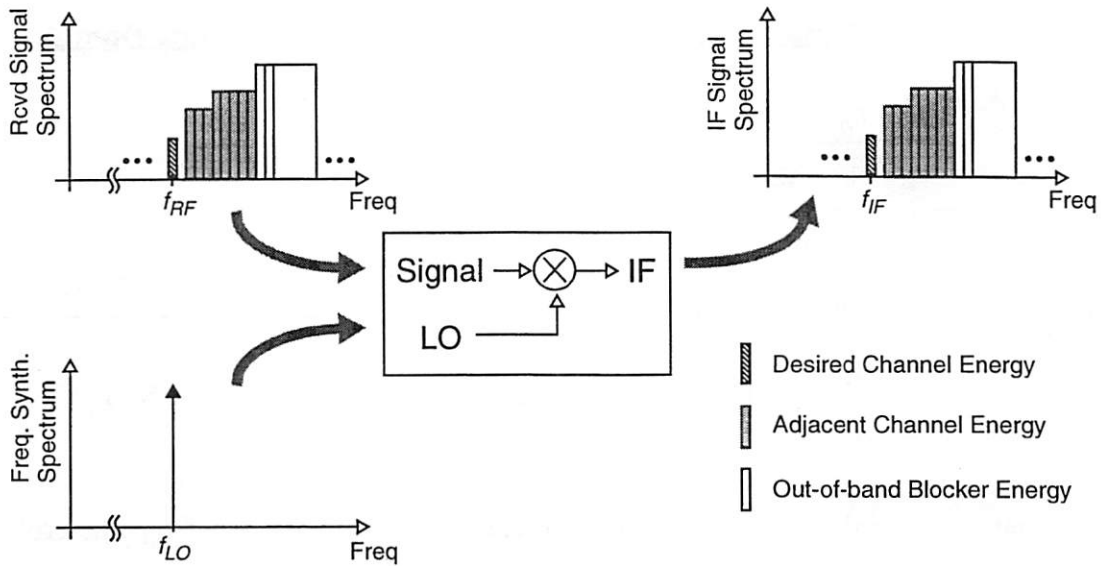 Rcvd Signal
Spectrum
•••
•••
f_RF
Freq
IF Signal
Spectrum
•••
•••
f_IF
Freq
Signal
IF
LO
Freq. Synth.
Spectrum
f_LO
Freq
Desired Channel Energy
Adjacent Channel Energy
Out-of-band Blocker Energy